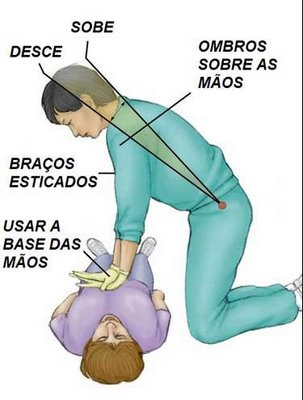 SOBE
DESCE
OMBROS
SOBRE AS
MÃOS
BRAÇOS
ESTICADOS
USAR A
BASE DAS
MÃOS